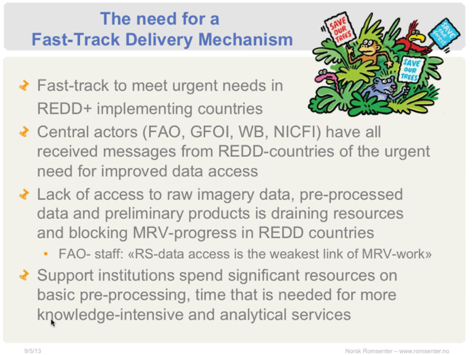 The need for a
Fast-Track Delivery Mechanism
SAVE
OUR
TREES
SAVE
OUR
TREES
Fast-track to meet urgent needs in
REDD+ implementing countries
Central actors (FAO, GFOI, WB, NICFI) have all
received messages from REDD-countries of the urgent
need for improved data access
Lack of access to raw imagery data, pre-processed
data and preliminary products is draining resources
and blocking MRV-progress in REDD countries
• FAO- staff: «RS-data access is the weakest link of MRV-work»
Support institutions spend significant resources on
basic pre-processing, time that is needed for more
knowledge-intensive and analytical services
9/5/13
Norsk Romsenter – www.romsenter.no